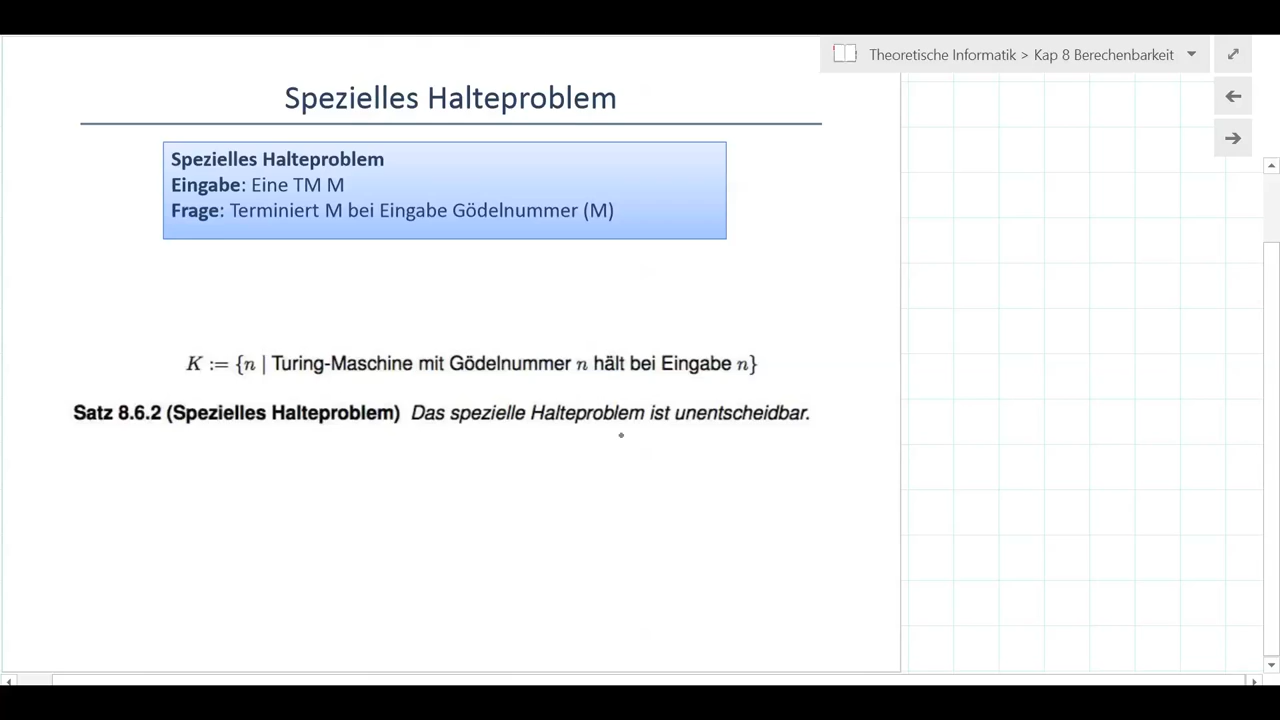 Theoretische Informatik > Kap 8 Berechenbarkeit
Spezielles Halteproblem
Spezielles Halteproblem
Eingabe: Eine TM M
Frage: Terminiert M bei Eingabe Gödelnummer (M)
K := {n | Turing-Maschine mit Gödelnummer n hält bei Eingabe n}
Satz 8.6.2 (Spezielles Halteproblem) Das spezielle Halteproblem ist unentscheidbar.